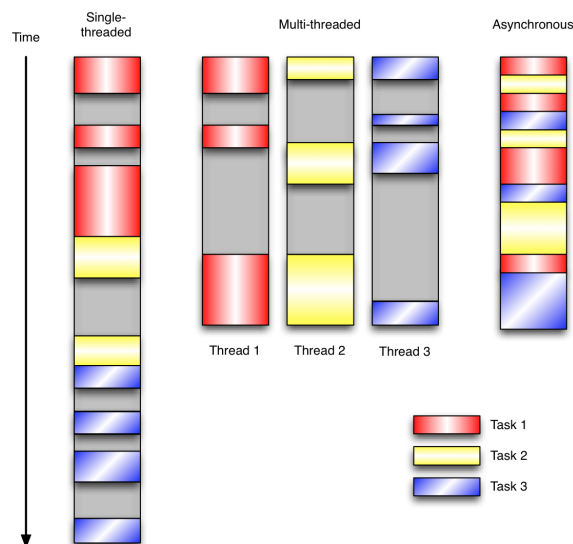 Single-
threaded
Multi-threaded
Asynchronous
Time
Thread 1
Thread 2
Thread 3
Task 1
Task 2
Task 3